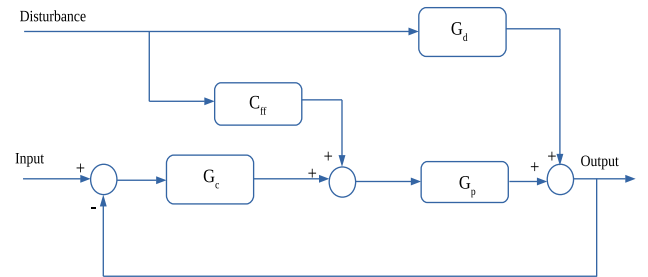 Disturbance
Gd
Cff
+
Input
+
Gc
+
Gp
+
+
Output
-